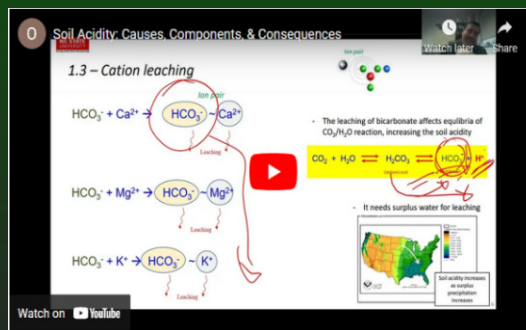 O Soil Acidity: Causes, Components, & Consequences
NC STATE
UNIVERSITY
Watch later
Share
1.3 – Cation leaching
Ion pair
HCO₃⁻ + Ca²⁺ → HCO₃⁻ ~ Ca²⁺
Leaching
HCO₃⁻ + Mg²⁺ → HCO₃⁻ ~ Mg²⁺
Leaching
HCO₃⁻ + K⁺ → HCO₃⁻ ~ K⁺
Leaching
Ion pair
- The leaching of bicarbonate affects equilibria of
CO₂/H₂O reaction, increasing the soil acidity
CO₂ + H₂O ⇌ H₂CO₃ ⇌ HCO₃⁻ + H⁺
- It needs surplus water for leaching
Soil acidity increases
as surplus
precipitation
increases
Watch on YouTube